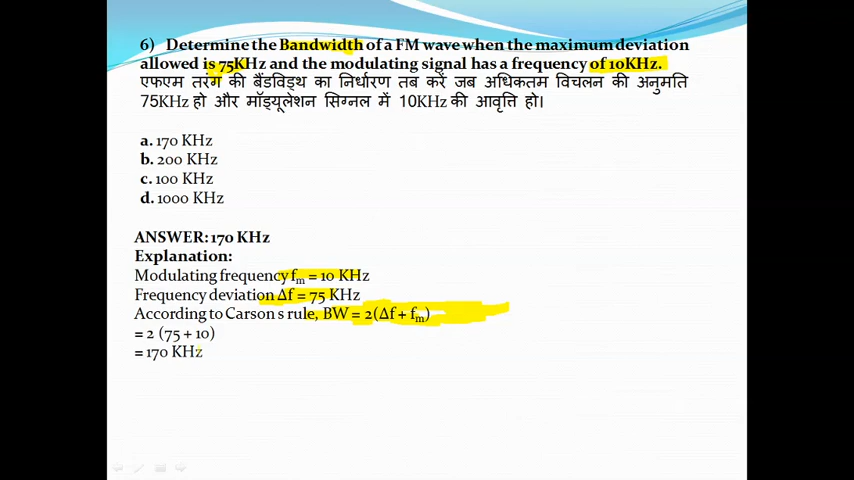 6) Determine the Bandwidth of a FM wave when the maximum deviation
allowed is 75KHz and the modulating signal has a frequency of 10KHz.
एफएम तरंग की बैंडविड्थ का निर्धारण तब करें जब अधिकतम विचलन की अनुमति
75KHz हो और मॉड्यूलेशन सिग्नल में 10KHz की आवृत्ति हो।
a. 170 KHz
b. 200 KHz
c. 100 KHz
d. 1000 KHz
ANSWER: 170 KHz
Explanation:
Modulating frequency fm = 10 KHz
Frequency deviation Δf = 75 KHz
According to Carson s rule, BW = 2(Δf + fm)
= 2 (75 + 10)
= 170 KHz